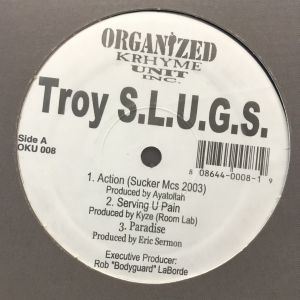 ORGANIZED
KRHYME
UNIT
INC.
Troy S.L.U.G.S.
Side A
OKU 008
8 08644-0008-1 9
1. Action (Sucker Mcs 2003)
Produced by Ayatollah
2. Serving U Pain
Produced by Kyze (Room Lab)
3. Paradise
Produced by Eric Sermon
Executive Producer:
Rob "Bodyguard" LaBorde